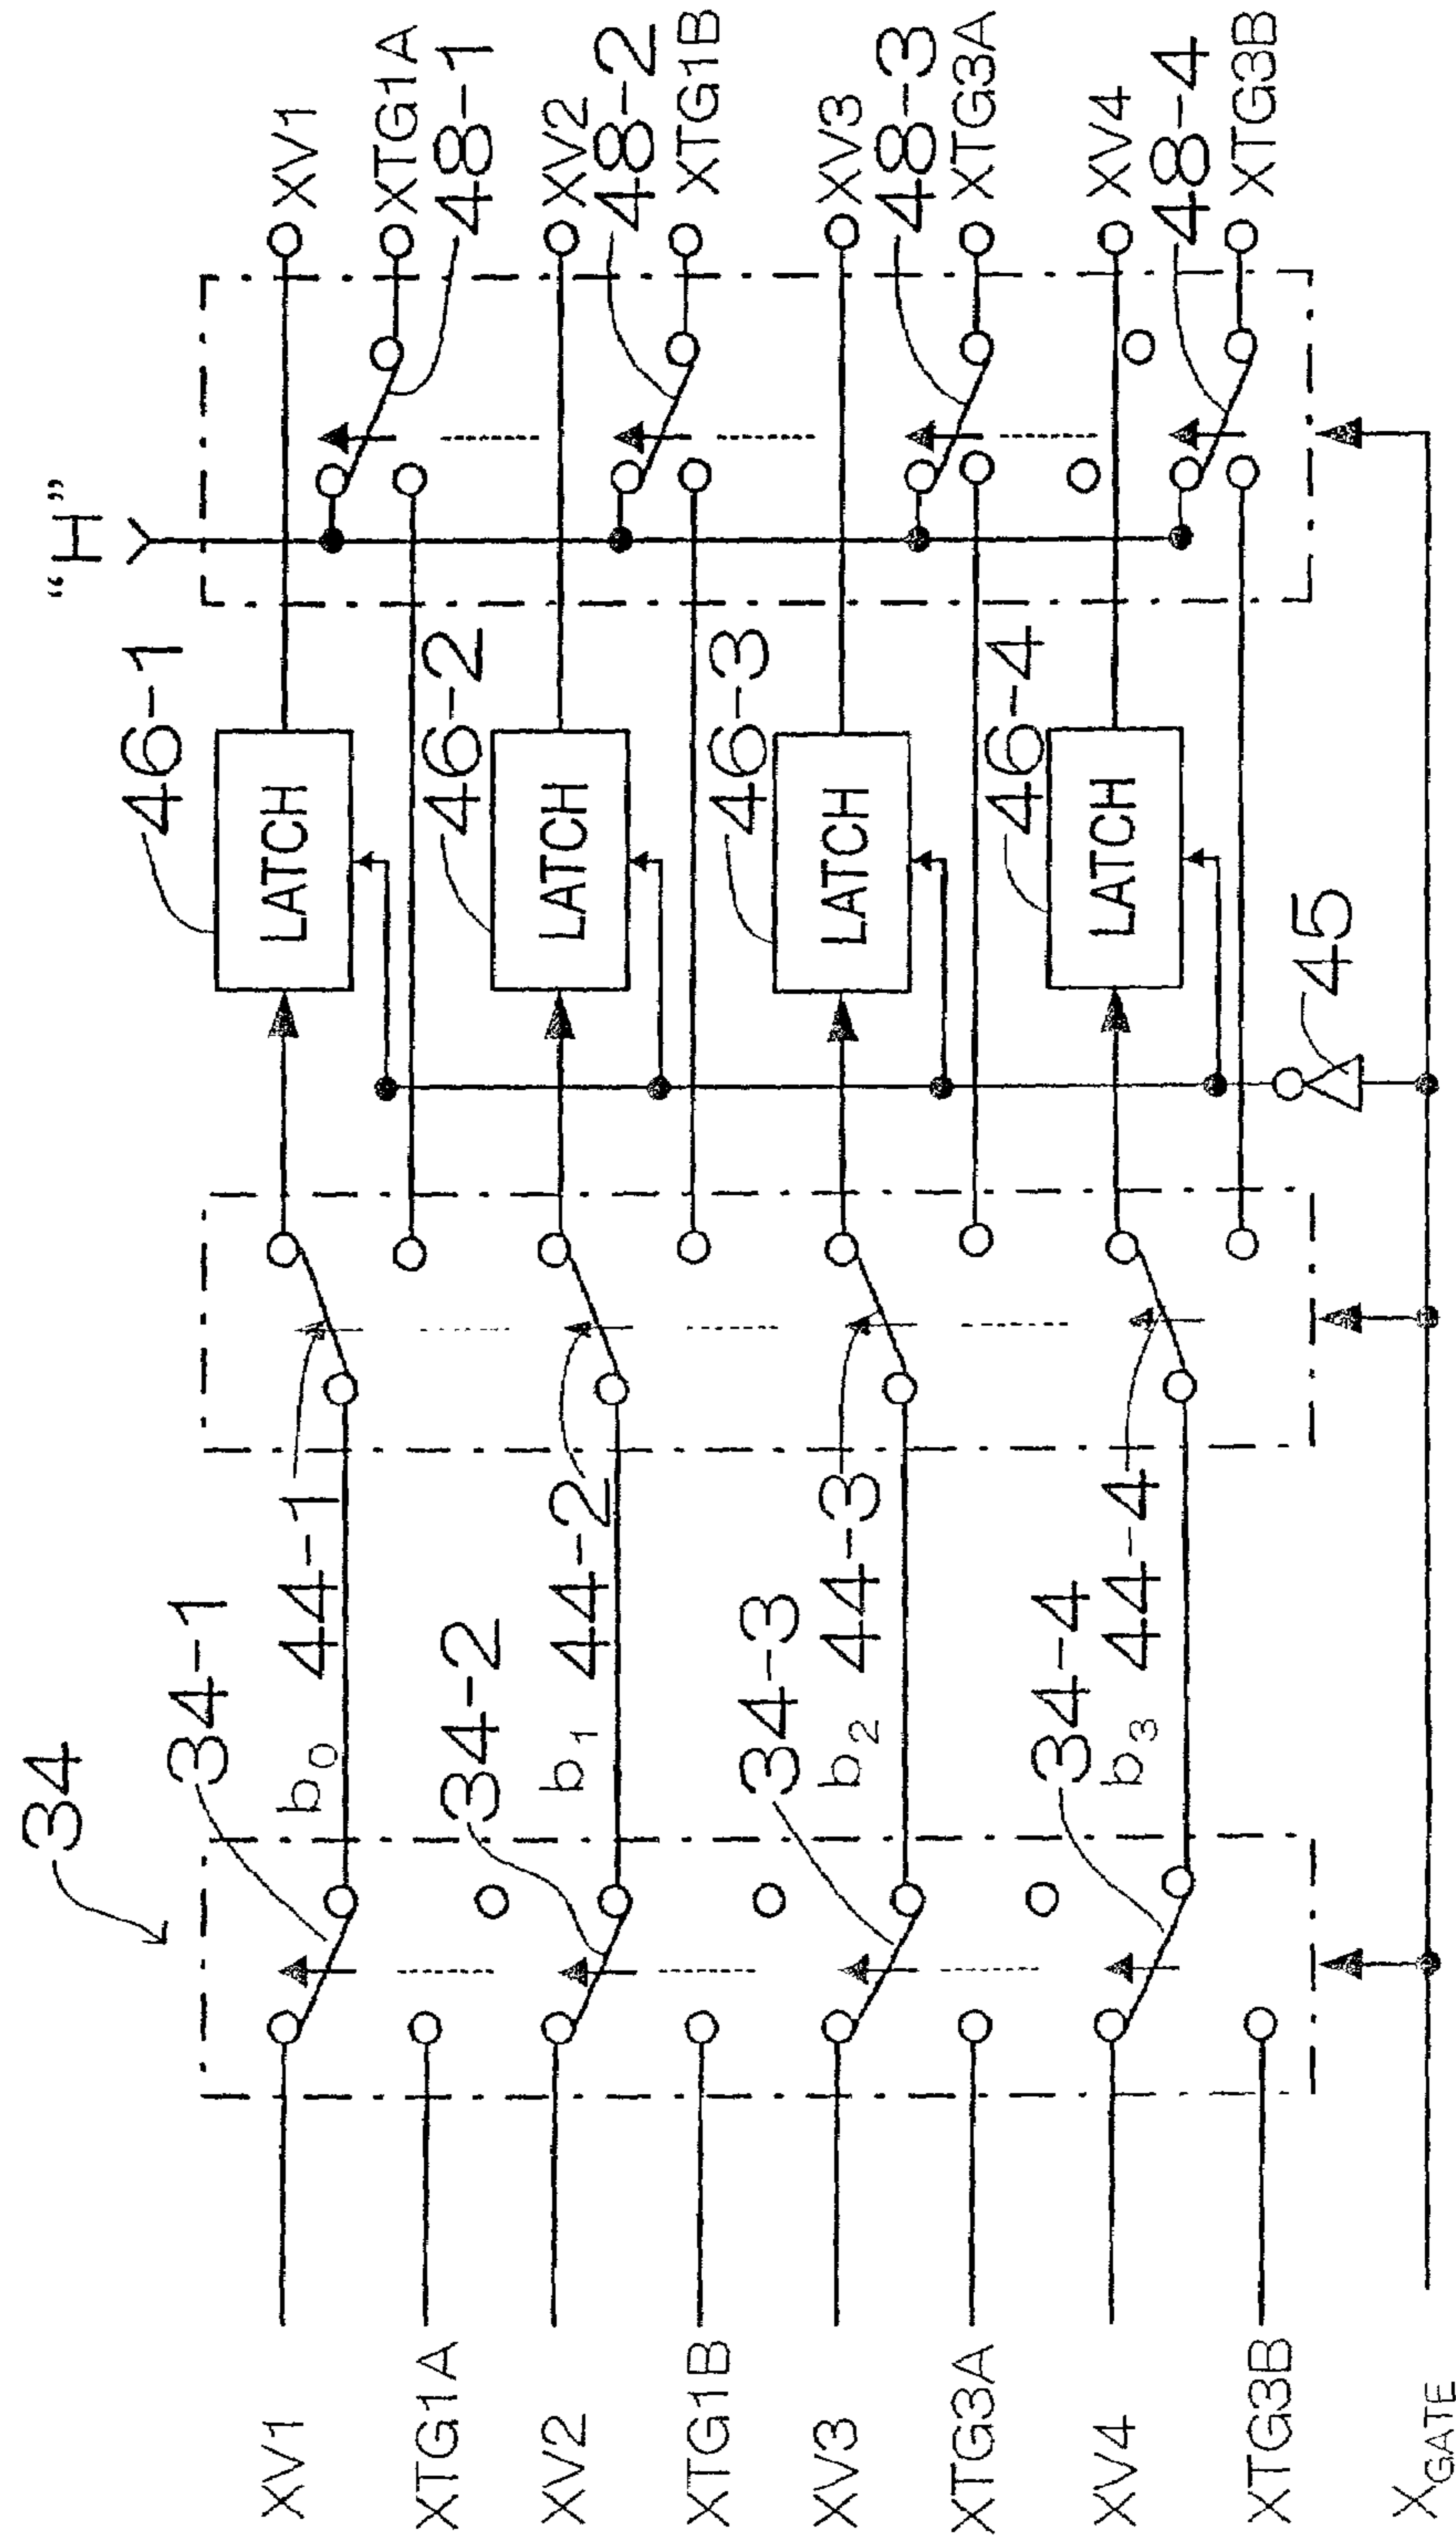 34
34-1
34-2
34-3
34-4
XV1
XTG1A
XV2
XTG1B
XV3
XTG3A
XV4
XTG3B
XGATE
b0
b1
b2
b3
44-1
44-2
44-3
44-4
45
46-1
LATCH
46-2
LATCH
46-3
LATCH
46-4
LATCH
"H"
XV1
XTG1A
48-1
XV2
48-2
XTG1B
XV3
48-3
XTG3A
XV4
48-4
XTG3B